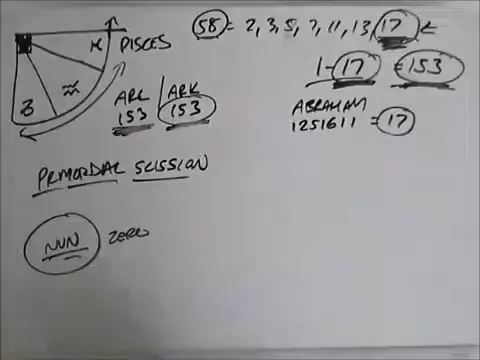 58 = 2, 3, 5, 7, 11, 13, 17
PISCES
1-17 = 153
ARC ARK
153 153
ABRAHAM
1251611 = 17
PRMORDAL SCISSION
NUN ZERO